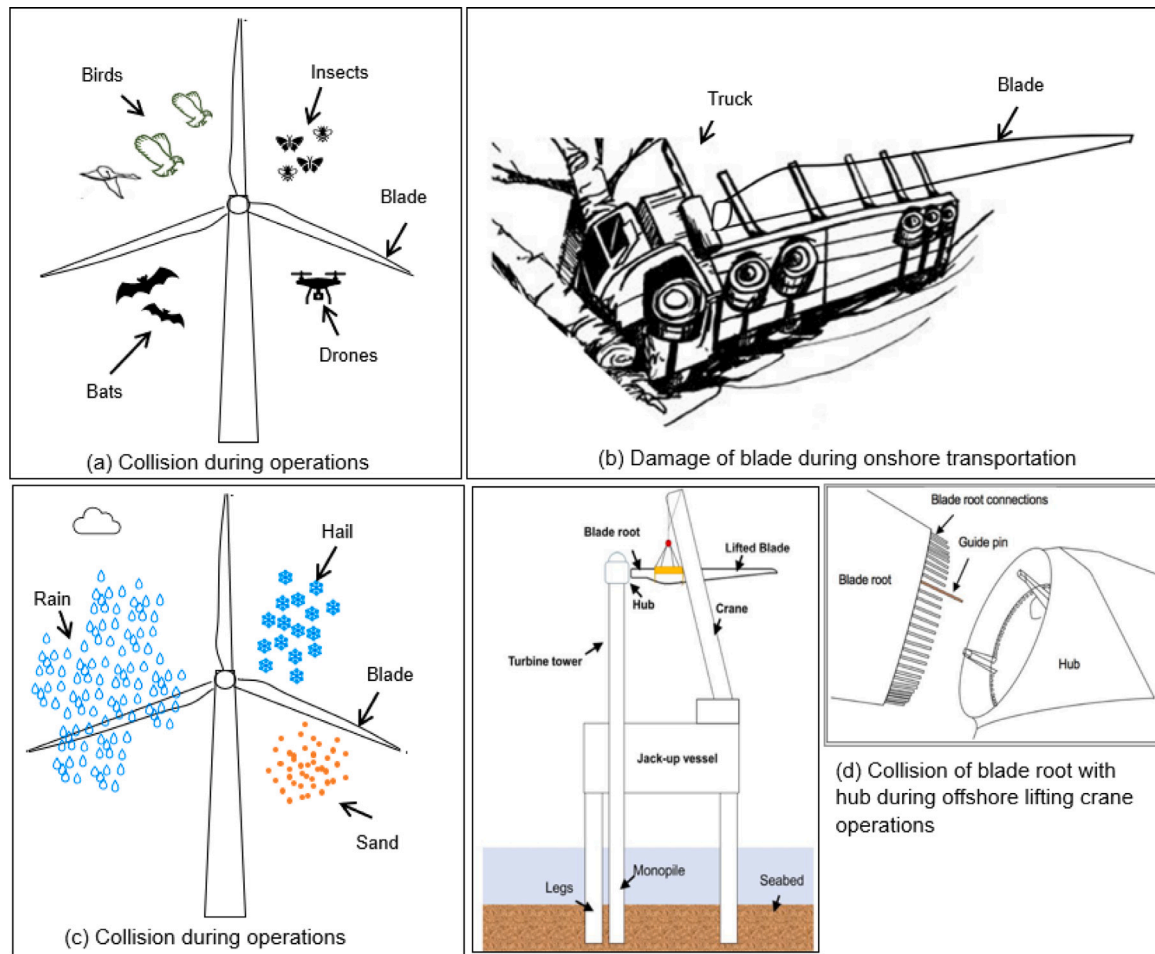 Birds
Insects
Blade
Bats
Drones
(a) Collision during operations
Truck
Blade
(b) Damage of blade during onshore transportation
Rain
Hail
Blade
Sand
(c) Collision during operations
Blade root
Lifted Blade
Hub
Crane
Turbine tower
Jack-up vessel
Monopile
Legs
Seabed
Blade root connections
Guide pin
Blade root
Hub
(d) Collision of blade root with
hub during offshore lifting crane
operations